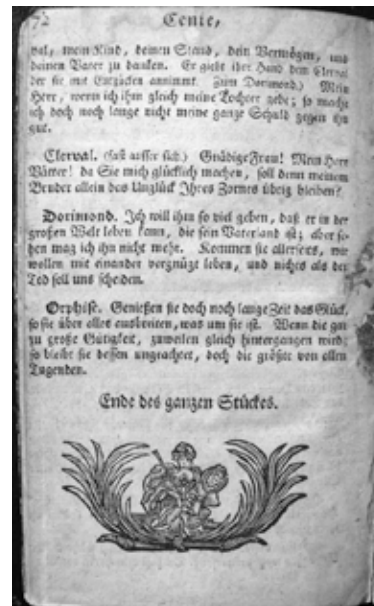 72 Cenie,
val, mein Kind, deinen Stand, dein Vermögen, und
deinen Vater zu danken. Er giebt ihre Hand dem Clerval
der sie mit Entzücken annimmt. Zum Dorimond.) Mein
Herr, wenn ich ihm gleich meine Tochter gebe; so mache
ich doch noch lange nicht meine ganze Schuld gegen ihn
gut.
Clerval. (fast ausser sich.) Gnädige Frau! Mein Herr
Vätter! da Sie mich glücklich machen, soll denn meinem
Bruder allein das Unglück Ihres Zornes übrig bleiben?
Dorimond. Ich will ihm so viel geben, daß er in der
großen Welt leben kann, die sein Vaterland ist; aber se-
hen mag ich ihn nicht mehr. Kommen sie allerseits, wir
wollen mit einander vergnügt leben, und nichts als der
Tod soll uns scheiden.
Orphise. Genießen sie doch noch lange Zeit das Glück,
so sie über alles ausbreiten, was um sie ist. Wenn die gar
zu große Gütigkeit, zuweilen gleich hintergangen wird;
so bleibt sie dessen ungeachtet, doch die größte von allen
Tugenden.
Ende des ganzen Stückes.